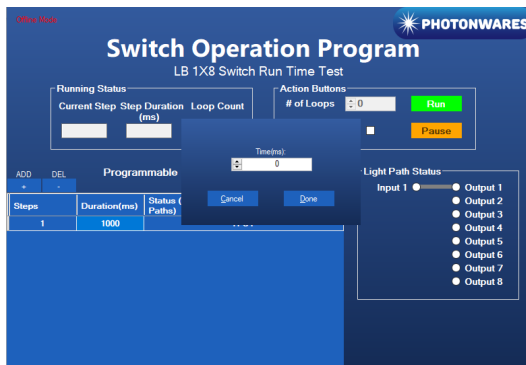 PHOTONWARES
Switch Operation Program
LB 1X8 Switch Run Time Test
Running Status
Current Step Step Duration Loop Count
(ms)
Action Buttons
# of Loops 0 Run
Pause
Time(ms):
0
Cancel Done
ADD DEL Programmable
+ -
Steps Duration(ms) Status (
Paths)
1 1000
Light Path Status
Input 1 Output 1
Output 2
Output 3
Output 4
Output 5
Output 6
Output 7
Output 8